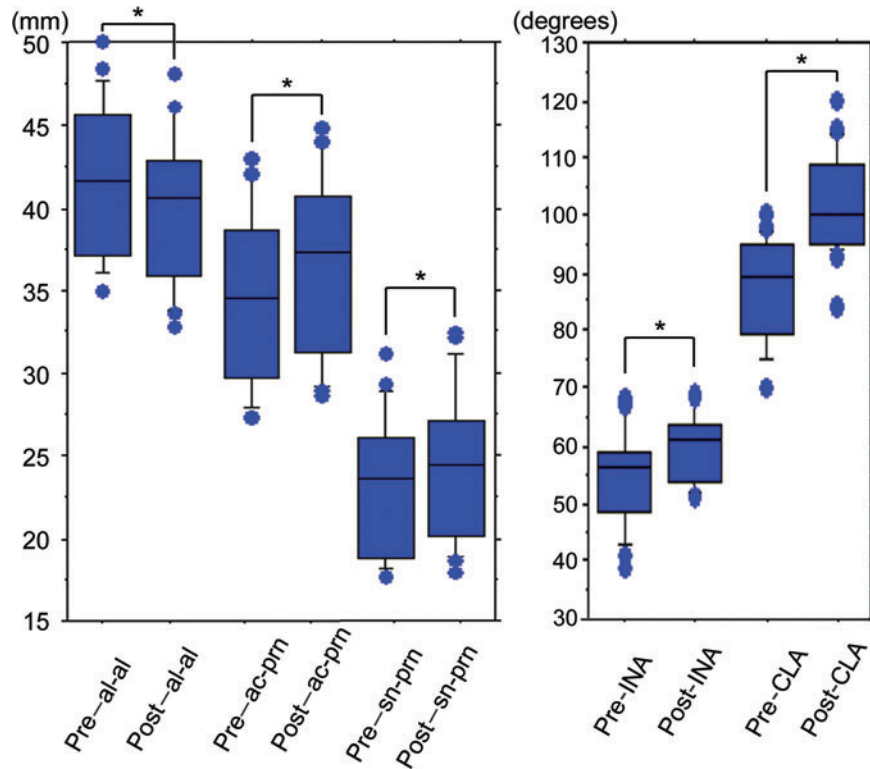 (mm)
50
45
40
35
30
25
20
15
*
*
*
Pre–al-al
Post–al-al
Pre–ac-prn
Post–ac-prn
Pre–sn-prn
Post–sn-prn
(degrees)
130
120
110
100
90
80
70
60
50
40
30
*
*
Pre-INA
Post-INA
Pre-CLA
Post-CLA